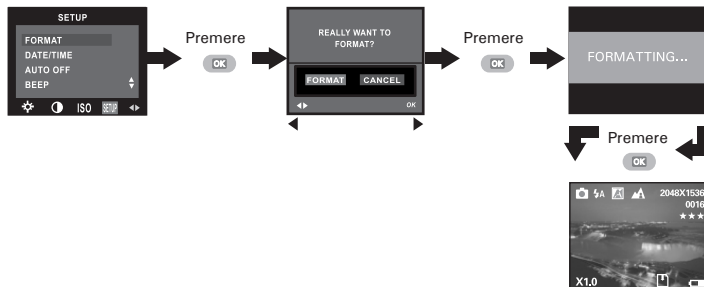 SETUP
FORMAT
DATE/TIME
AUTO OFF
BEEP
ISO SETUP
Premere
OK
REALLY WANT TO
FORMAT?
FORMAT CANCEL
OK
Premere
OK
FORMATTING...
Premere
OK
A A 2048X1536
0016
★★★
X1.0